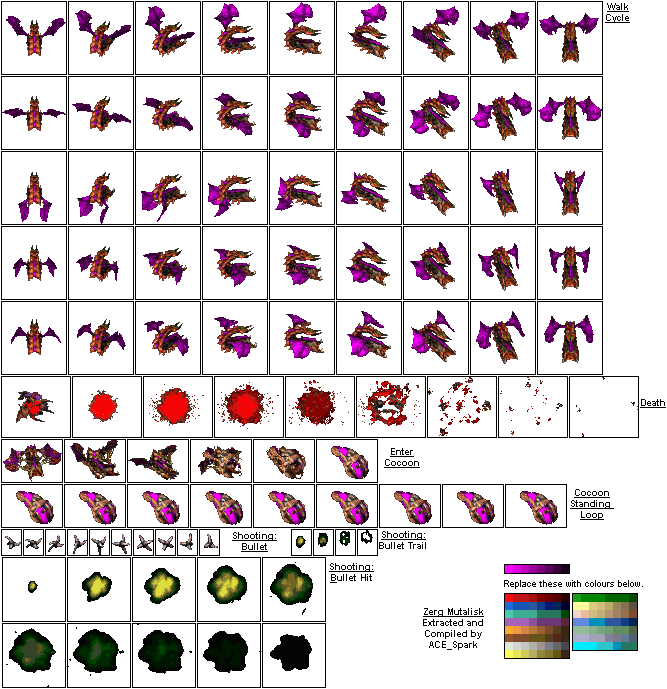 Walk
Cycle
Death
Enter
Cocoon
Cocoon
Standing
Loop
Shooting:
Bullet
Shooting:
Bullet Trail
Shooting:
Bullet Hit
Replace these with colours below.
Zerg Mutalisk
Extracted and
Compiled by
ACE_Spark